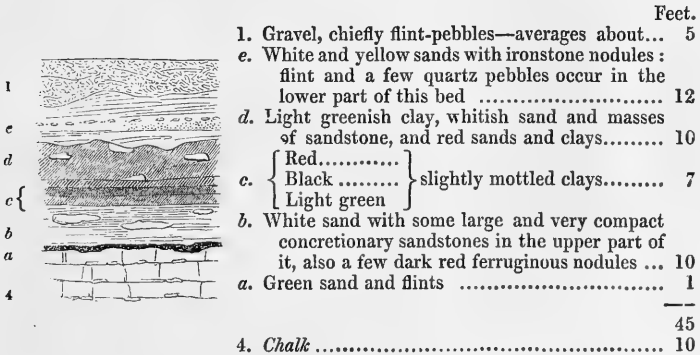 Feet.
1. Gravel, chiefly flint-pebbles—averages about... 5
e. White and yellow sands with ironstone nodules :
flint and a few quartz pebbles occur in the
lower part of this bed ........................... 12
d. Light greenish clay, whitish sand and masses
of sandstone, and red sands and clays......... 10
c. { Red............ } slightly mottled clays......... 7
Black .........
Light green
b. White sand with some large and very compact
concretionary sandstones in the upper part of
it, also a few dark red ferruginous nodules ... 10
a. Green sand and flints .............................. 1
45
4. Chalk ................................................... 10
1
e
d
c {
b
a
4